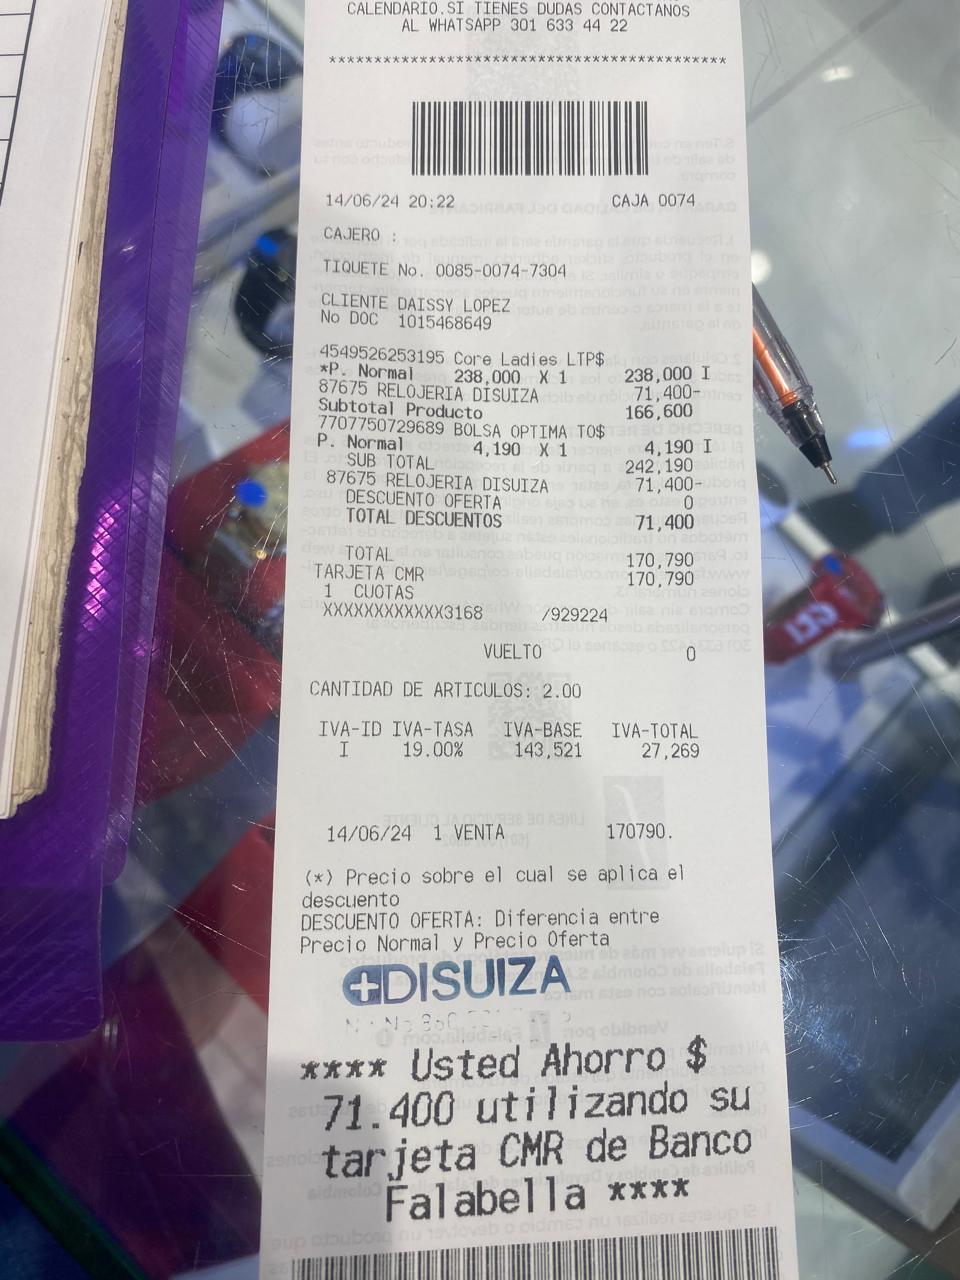 CALENDARIO.SI TIENES DUDAS CONTACTANOS
AL WHATSAPP 301 633 44 22
******************************************
14/06/24 20:22 CAJA 0074
CAJERO :
TIQUETE No. 0085-0074-7304
CLIENTE DAISSY LOPEZ
No DOC 1015468649
4549526253195 Core Ladies LTP$
*P. Normal 238,000 X 1 238,000 I
87675 RELOJERIA DISUIZA 71,400-
Subtotal Producto 166,600
7707750729689 BOLSA OPTIMA TO$
P. Normal 4,190 X 1 4,190 I
SUB TOTAL 242,190
87675 RELOJERIA DISUIZA 71,400-
DESCUENTO OFERTA 0
TOTAL DESCUENTOS 71,400
TOTAL 170,790
TARJETA CMR 170,790
1 CUOTAS
XXXXXXXXXXXX3168 /929224
VUELTO 0
CANTIDAD DE ARTICULOS: 2.00
IVA-ID IVA-TASA IVA-BASE IVA-TOTAL
I 19.00% 143,521 27,269
14/06/24 1 VENTA 170790.
(*) Precio sobre el cual se aplica el
descuento
DESCUENTO OFERTA: Diferencia entre
Precio Normal y Precio Oferta
DISUIZA
**** Usted Ahorro $
71.400 utilizando su
tarjeta CMR de Banco
Falabella ****